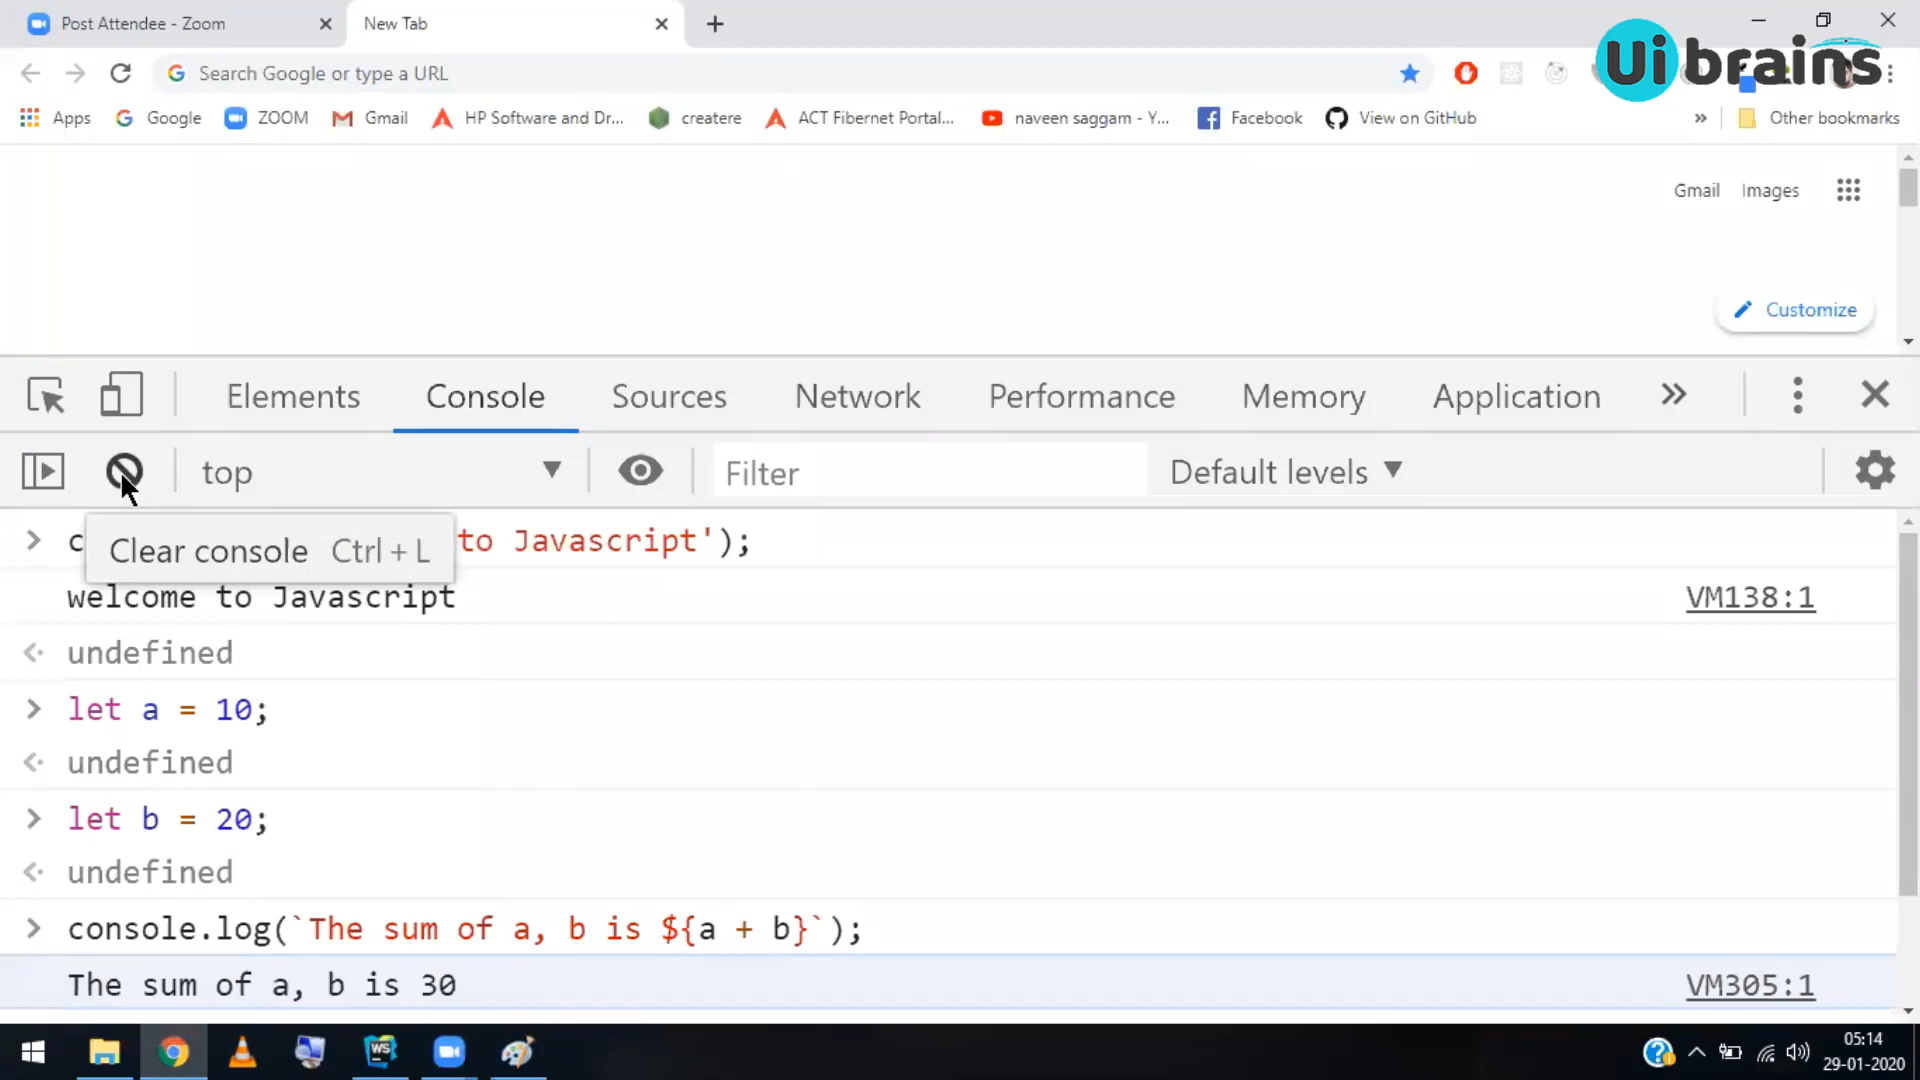 Post Attendee - Zoom
New Tab
Ui brains
Search Google or type a URL
Apps
Google
ZOOM
Gmail
HP Software and Dr...
createre
ACT Fibernet Portal...
naveen saggam - Y...
Facebook
View on GitHub
»
Other bookmarks
Gmail
Images
Customize
Elements
Console
Sources
Network
Performance
Memory
Application
»
top
Filter
Default levels
> c to Javascript');
Clear console Ctrl + L
welcome to Javascript VM138:1
undefined
> let a = 10;
undefined
> let b = 20;
undefined
> console.log(`The sum of a, b is ${a + b}`);
The sum of a, b is 30 VM305:1
WS
05:14
29-01-2020